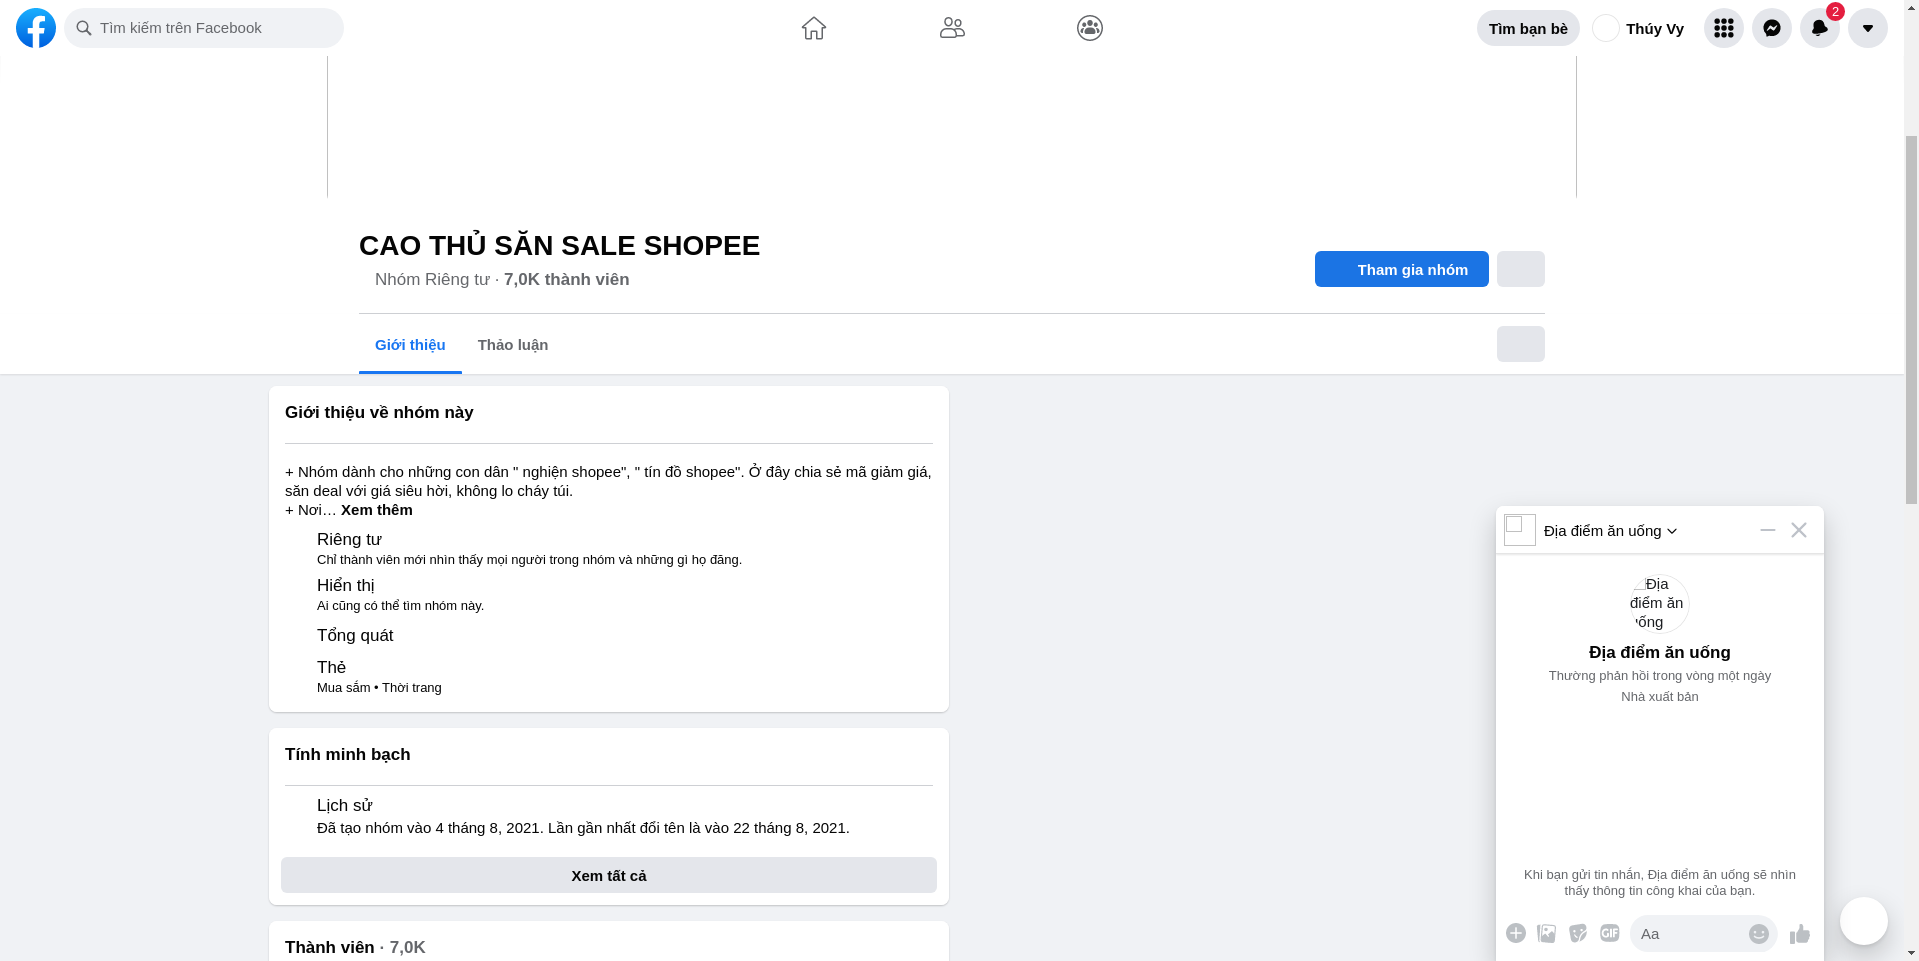 Tìm kiếm trên Facebook
Tìm bạn bè
Thúy Vy
2
CAO THỦ SĂN SALE SHOPEE
Nhóm Riêng tư · 7,0K thành viên
Tham gia nhóm
Giới thiệu
Thảo luận
Giới thiệu về nhóm này
+ Nhóm dành cho những con dân " nghiện shopee", " tín đồ shopee". Ở đây chia sẻ mã giảm giá,
săn deal với giá siêu hời, không lo cháy túi.
+ Nơi… Xem thêm
Riêng tư
Chỉ thành viên mới nhìn thấy mọi người trong nhóm và những gì họ đăng.
Hiển thị
Ai cũng có thể tìm nhóm này.
Tổng quát
Thẻ
Mua sắm • Thời trang
Tính minh bạch
Lịch sử
Đã tạo nhóm vào 4 tháng 8, 2021. Lần gần nhất đổi tên là vào 22 tháng 8, 2021.
Xem tất cả
Thành viên · 7,0K
Địa điểm ăn uống
Địa
điểm ăn
uống
Địa điểm ăn uống
Thường phản hồi trong vòng một ngày
Nhà xuất bản
Khi bạn gửi tin nhắn, Địa điểm ăn uống sẽ nhìn
thấy thông tin công khai của bạn.
GIF
Aa